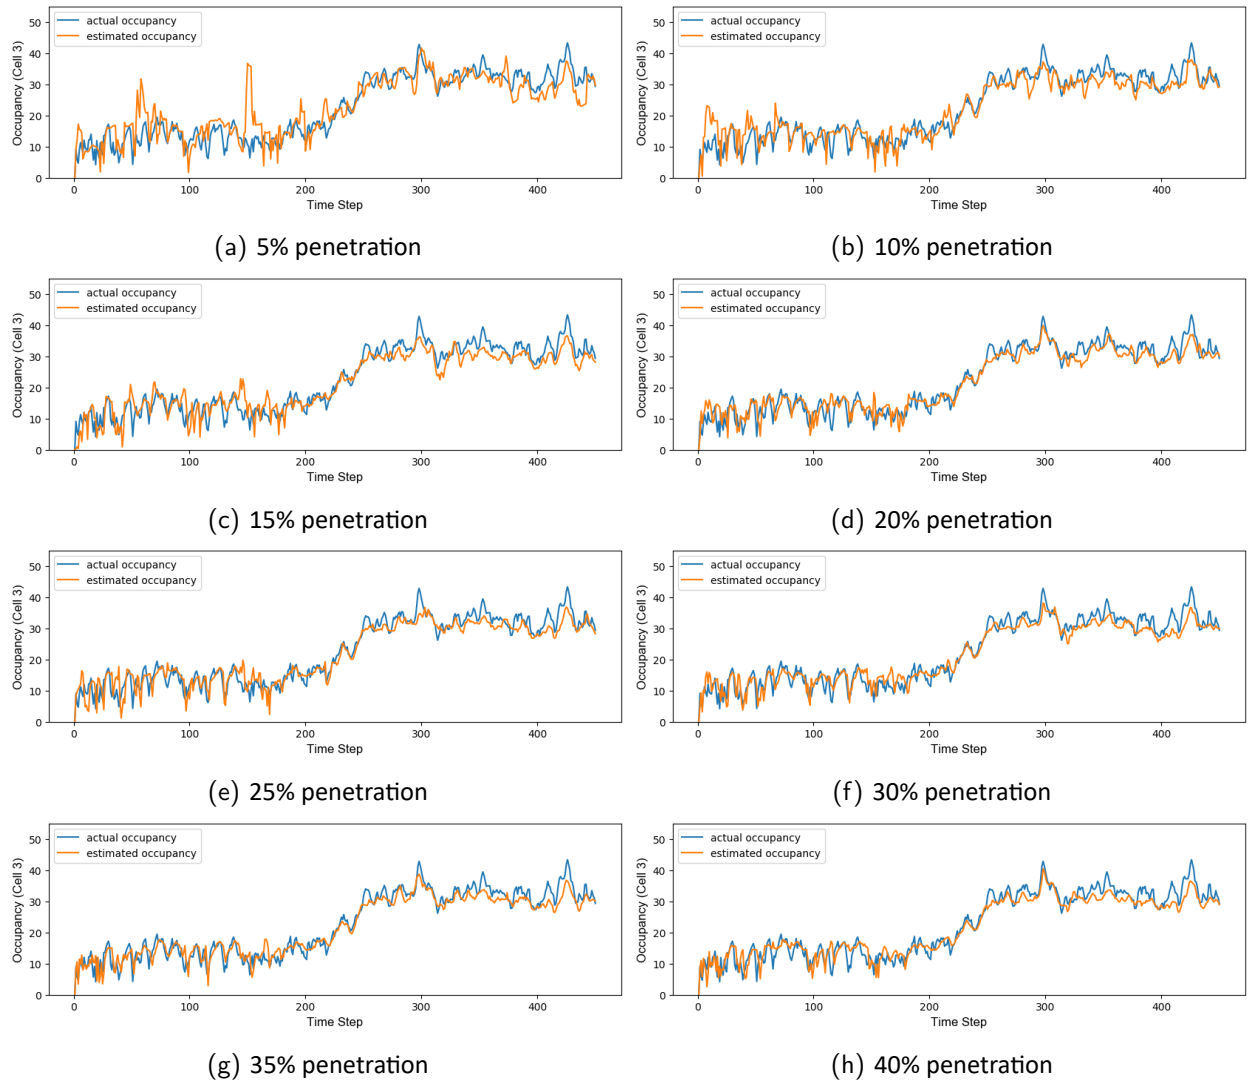 actual occupancy
estimated occupancy
Occupancy (Cell 3)
50
40
30
20
10
0
0 100 200 300 400
Time Step
(a) 5% penetration
actual occupancy
estimated occupancy
Occupancy (Cell 3)
50
40
30
20
10
0
0 100 200 300 400
Time Step
(b) 10% penetration
actual occupancy
estimated occupancy
Occupancy (Cell 3)
50
40
30
20
10
0
0 100 200 300 400
Time Step
(c) 15% penetration
actual occupancy
estimated occupancy
Occupancy (Cell 3)
50
40
30
20
10
0
0 100 200 300 400
Time Step
(d) 20% penetration
actual occupancy
estimated occupancy
Occupancy (Cell 3)
50
40
30
20
10
0
0 100 200 300 400
Time Step
(e) 25% penetration
actual occupancy
estimated occupancy
Occupancy (Cell 3)
50
40
30
20
10
0
0 100 200 300 400
Time Step
(f) 30% penetration
actual occupancy
estimated occupancy
Occupancy (Cell 3)
50
40
30
20
10
0
0 100 200 300 400
Time Step
(g) 35% penetration
actual occupancy
estimated occupancy
Occupancy (Cell 3)
50
40
30
20
10
0
0 100 200 300 400
Time Step
(h) 40% penetration